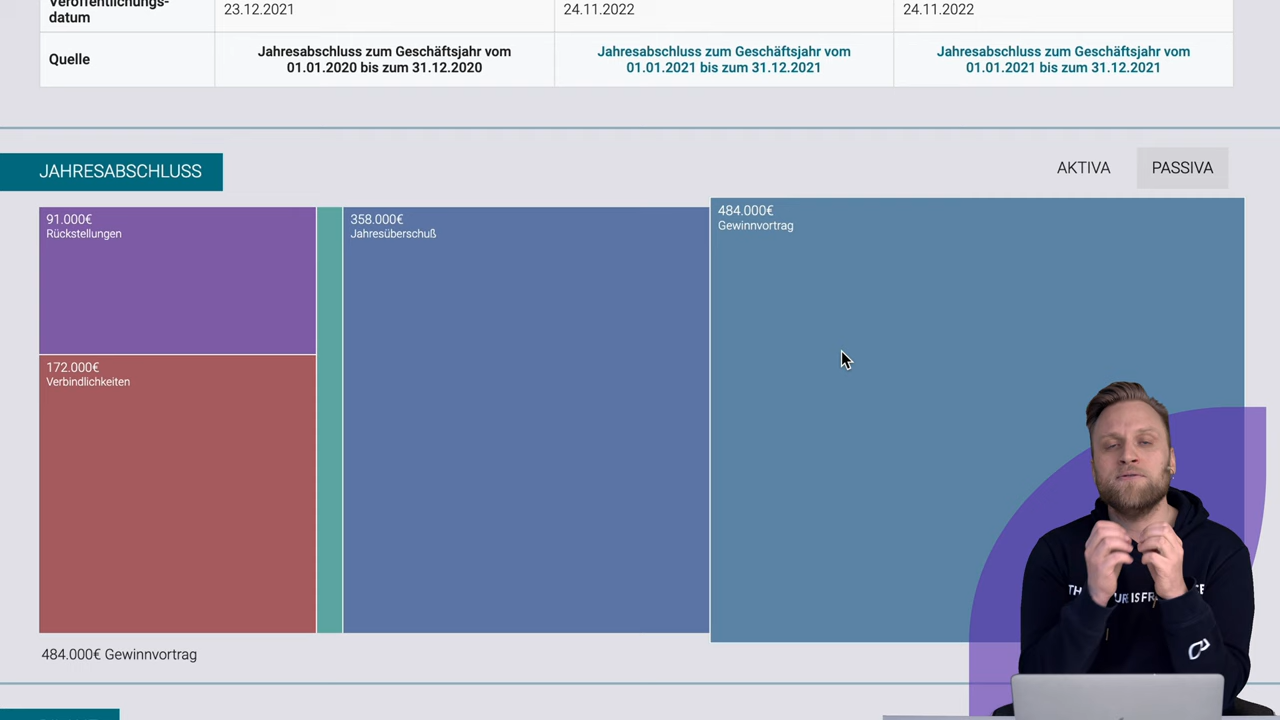 Veröffentlichungs-
datum
23.12.2021
24.11.2022
24.11.2022
Quelle
Jahresabschluss zum Geschäftsjahr vom
01.01.2020 bis zum 31.12.2020
Jahresabschluss zum Geschäftsjahr vom
01.01.2021 bis zum 31.12.2021
Jahresabschluss zum Geschäftsjahr vom
01.01.2021 bis zum 31.12.2021
JAHRESABSCHLUSS
AKTIVA
PASSIVA
91.000€
Rückstellungen
172.000€
Verbindlichkeiten
358.000€
Jahresüberschuß
484.000€
Gewinnvortrag
484.000€ Gewinnvortrag